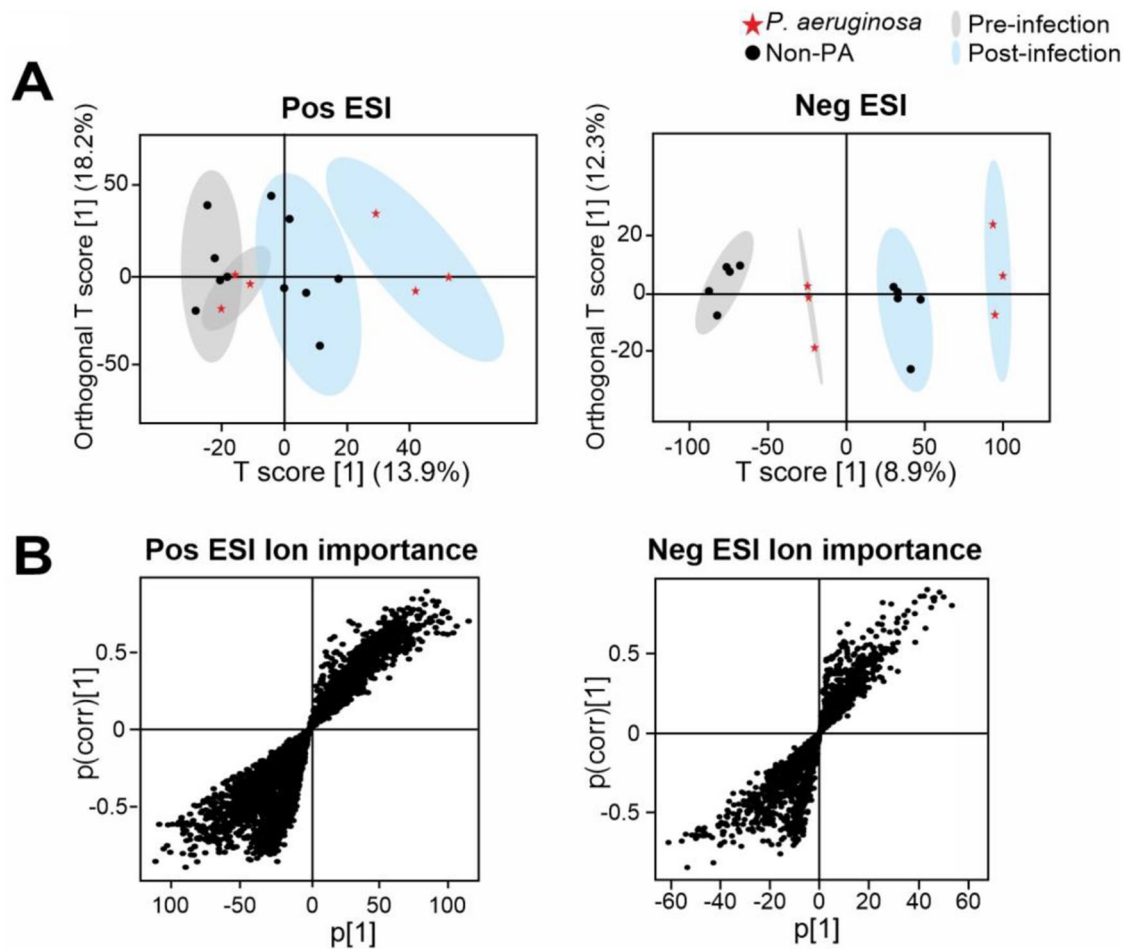 P. aeruginosa
Non-PA
Pre-infection
Post-infection
A
Pos ESI
Orthogonal T score [1] (18.2%)
50
0
-50
-20 0 20 40
T score [1] (13.9%)
Neg ESI
Orthogonal T score [1] (12.3%)
20
0
-20
-100 -50 0 50 100
T score [1] (8.9%)
B
Pos ESI Ion importance
p(corr)[1]
0.5
0
-0.5
100 -50 0 50 100
p[1]
Neg ESI Ion importance
p(corr)[1]
0.5
0
-0.5
-60 -40 -20 0 20 40 60
p[1]